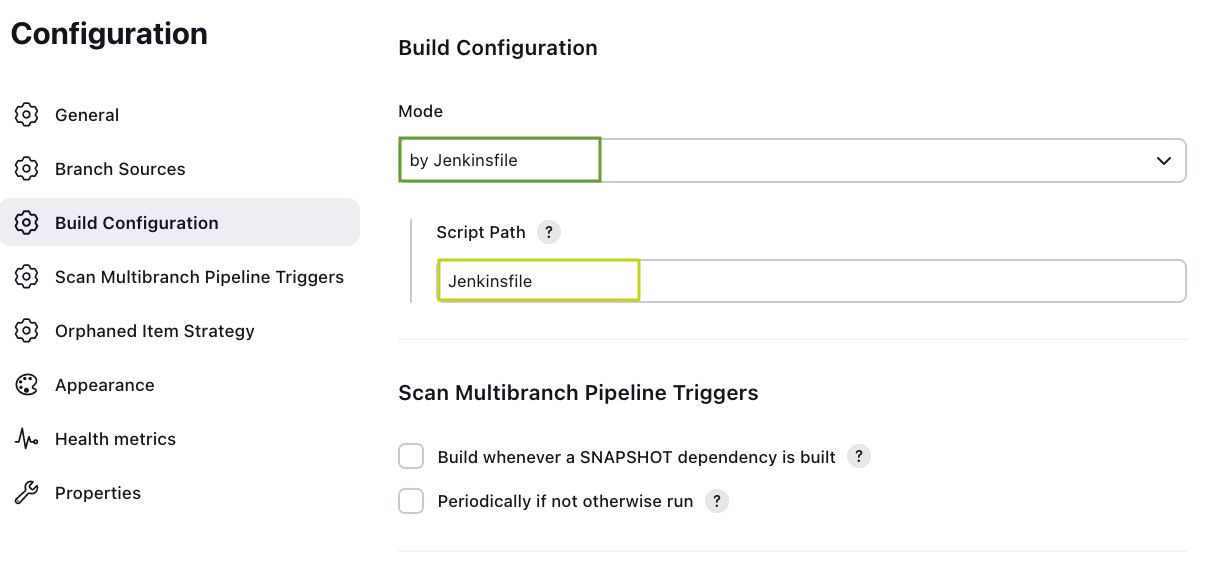 Configuration
General
Branch Sources
Build Configuration
Scan Multibranch Pipeline Triggers
Orphaned Item Strategy
Appearance
Health metrics
Properties
Build Configuration
Mode
by Jenkinsfile
Script Path ?
Jenkinsfile
Scan Multibranch Pipeline Triggers
Build whenever a SNAPSHOT dependency is built ?
Periodically if not otherwise run ?